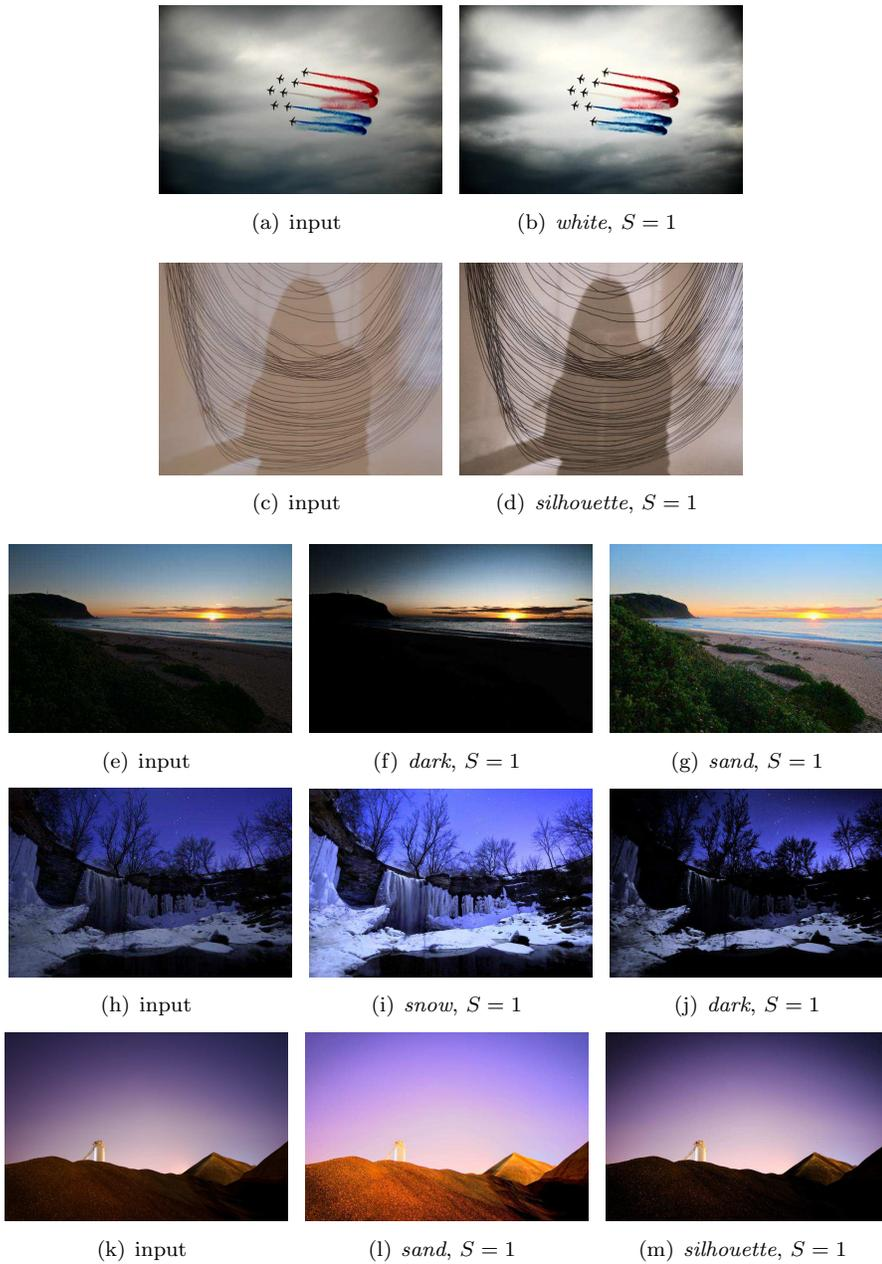 (a) input
(b) white, S = 1
(c) input
(d) silhouette, S = 1
(e) input
(f) dark, S = 1
(g) sand, S = 1
(h) input
(i) snow, S = 1
(j) dark, S = 1
(k) input
(l) sand, S = 1
(m) silhouette, S = 1